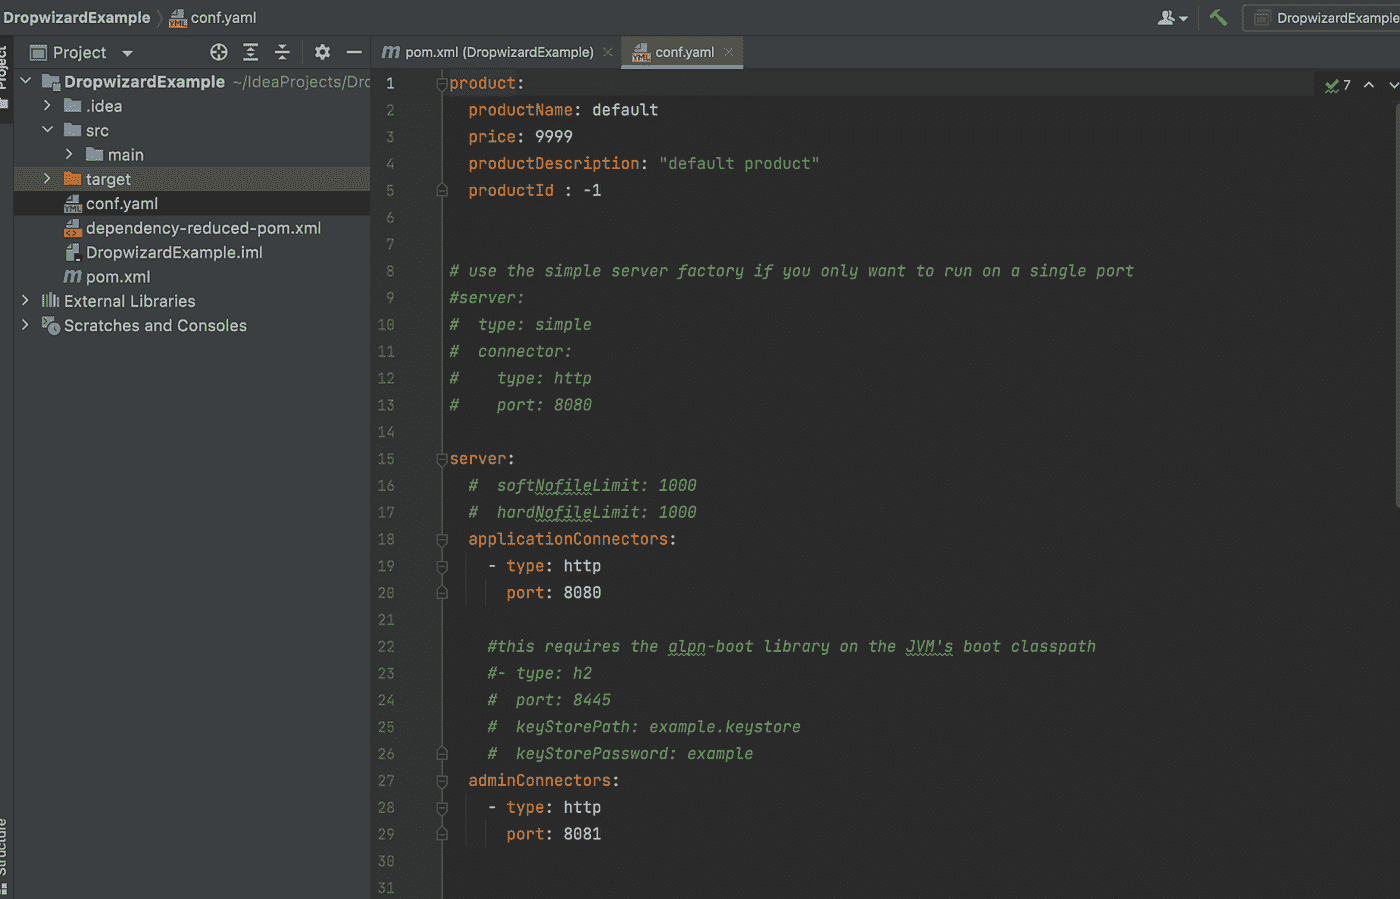 DropwizardExample
conf.yaml
DropwizardExample
Project
Project
pom.xml (DropwizardExample)
conf.yaml
DropwizardExample ~/IdeaProjects/Dro
.idea
src
main
target
conf.yaml
dependency-reduced-pom.xml
DropwizardExample.iml
m pom.xml
External Libraries
Scratches and Consoles
Structure
7
1 product:
2 productName: default
3 price: 9999
4 productDescription: "default product"
5 productId : -1
6
7
8 # use the simple server factory if you only want to run on a single port
9 #server:
10 #  type: simple
11 #  connector:
12 #    type: http
13 #    port: 8080
14
15 server:
16 #  softNofileLimit: 1000
17 #  hardNofileLimit: 1000
18 applicationConnectors:
19 - type: http
20 port: 8080
21
22 #this requires the alpn-boot library on the JVM's boot classpath
23 #- type: h2
24 #  port: 8445
25 #  keyStorePath: example.keystore
26 #  keyStorePassword: example
27 adminConnectors:
28 - type: http
29 port: 8081
30
31